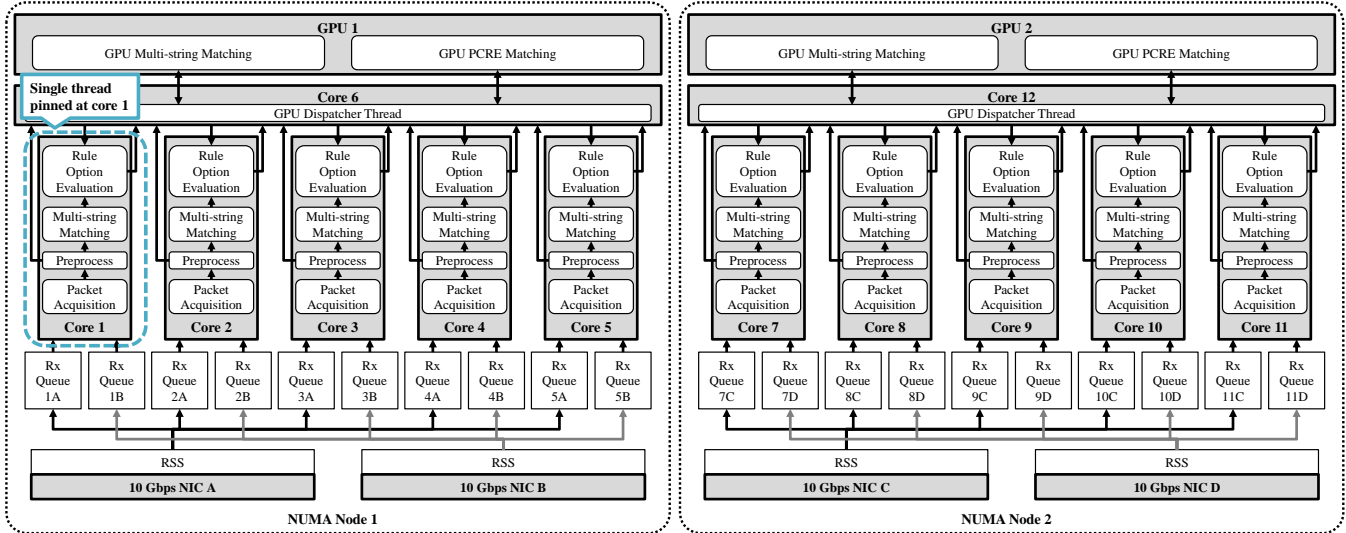 GPU 1
GPU Multi-string Matching
GPU PCRE Matching
Single thread
pinned at core 1
Core 6
GPU Dispatcher Thread
Rule
Option
Evaluation
Multi-string
Matching
Preprocess
Packet
Acquisition
Core 1
Rule
Option
Evaluation
Multi-string
Matching
Preprocess
Packet
Acquisition
Core 2
Rule
Option
Evaluation
Multi-string
Matching
Preprocess
Packet
Acquisition
Core 3
Rule
Option
Evaluation
Multi-string
Matching
Preprocess
Packet
Acquisition
Core 4
Rule
Option
Evaluation
Multi-string
Matching
Preprocess
Packet
Acquisition
Core 5
Rx
Queue
1A
Rx
Queue
1B
Rx
Queue
2A
Rx
Queue
2B
Rx
Queue
3A
Rx
Queue
3B
Rx
Queue
4A
Rx
Queue
4B
Rx
Queue
5A
Rx
Queue
5B
RSS
10 Gbps NIC A
RSS
10 Gbps NIC B
NUMA Node 1
GPU 2
GPU Multi-string Matching
GPU PCRE Matching
Core 12
GPU Dispatcher Thread
Rule
Option
Evaluation
Multi-string
Matching
Preprocess
Packet
Acquisition
Core 7
Rule
Option
Evaluation
Multi-string
Matching
Preprocess
Packet
Acquisition
Core 8
Rule
Option
Evaluation
Multi-string
Matching
Preprocess
Packet
Acquisition
Core 9
Rule
Option
Evaluation
Multi-string
Matching
Preprocess
Packet
Acquisition
Core 10
Rule
Option
Evaluation
Multi-string
Matching
Preprocess
Packet
Acquisition
Core 11
Rx
Queue
7C
Rx
Queue
7D
Rx
Queue
8C
Rx
Queue
8D
Rx
Queue
9C
Rx
Queue
9D
Rx
Queue
10C
Rx
Queue
10D
Rx
Queue
11C
Rx
Queue
11D
RSS
10 Gbps NIC C
RSS
10 Gbps NIC D
NUMA Node 2